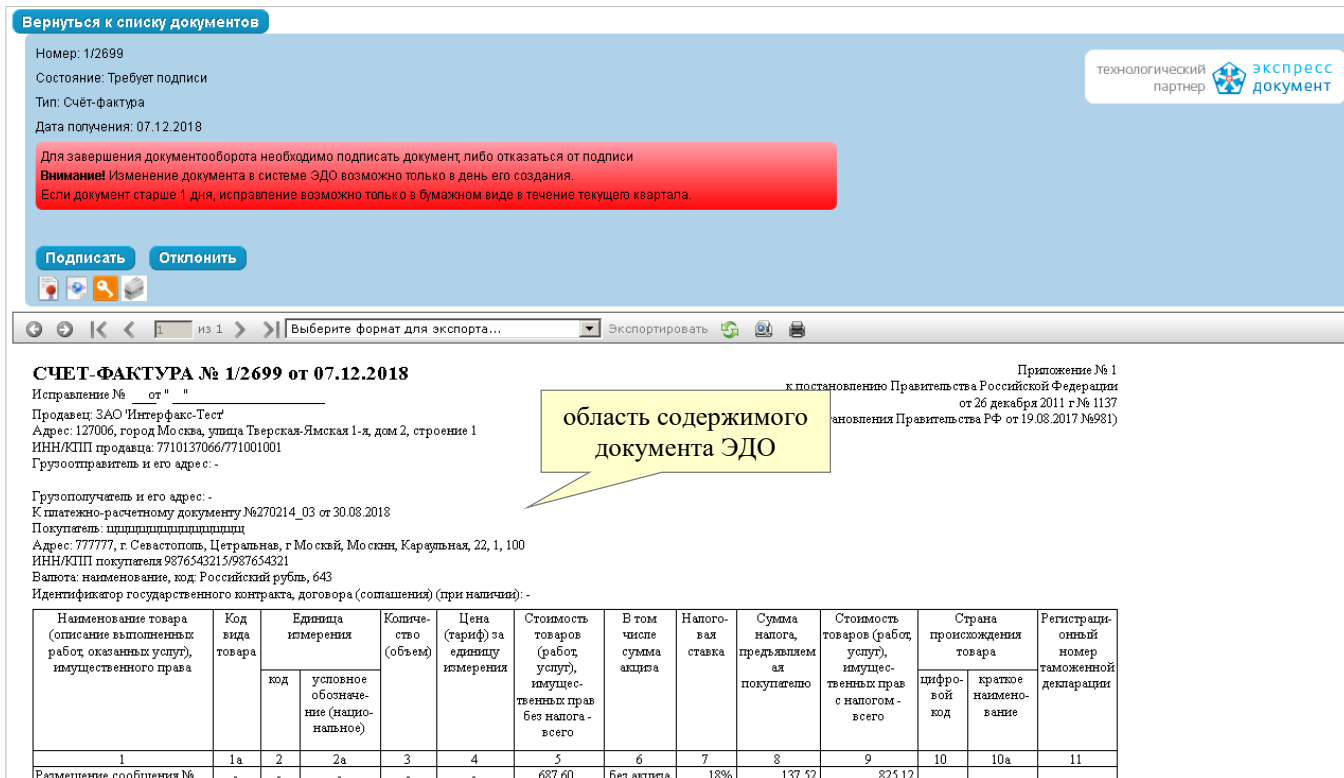 Вернуться к списку документов
Номер: 1/2699
Состояние: Требует подписи
Тип: Счёт-фактура
Дата получения: 07.12.2018
технологический партнер
экспресс документ
Для завершения документооборота необходимо подписать документ, либо отказаться от подписи
Внимание! Изменение документа в системе ЭДО возможно только в день его создания.
Если документ старше 1 дня, исправление возможно только в бумажном виде в течение текущего квартала.
Подписать Отклонить
1 из 1 Выберите формат для экспорта... Экспортировать
СЧЕТ-ФАКТУРА № 1/2699 от 07.12.2018
Исправление № __ от " __ "
Продавец: ЗАО 'Интерфакс-Тест'
Адрес: 127006, город Москва, улица Тверская-Ямская 1-я, дом 2, строение 1
ИНН/КПП продавца: 7710137066/771001001
Грузоотправитель и его адрес: -
Приложение № 1
к постановлению Правительства Российской Федерации
от 26 декабря 2011 г № 1137
ановления Правительства РФ от 19.08.2017 №981)
область содержимого
документа ЭДО
Грузополучатель и его адрес: -
К платежно-расчетному документу №270214_03 от 30.08.2018
Покупатель:
Адрес: 777777, г. Севастополь, Цетральнав, г Москвй, Москнн, Караульная, 22, 1, 100
ИНН/КПП покупателя 9876543215/987654321
Валюта: наименование, код: Российский рубль, 643
Идентификатор государственного контракта, договора (соглашения) (при наличии): -
Наименование товара (описание выполненных работ, оказанных услуг), имущественного права
Код вида товара
Единица измерения
код
условное обозначе-ние (нацио-нальное)
Количе-ство (объем)
Цена (тариф) за единицу измерения
Стоимость товаров (работ, услуг), имущес-твенных прав без налога - всего
В том числе сумма акциза
Налого-вая ставка
Сумма налога, предъявляем ая покупателю
Стоимость товаров (работ, услуг), имущес-твенных прав с налогом - всего
Страна происхождения товара
цифро-вой код
краткое наимено-вание
Регистраци-онный номер таможенной декларации
1 1а 2 2а 3 4 5 6 7 8 9 10 10а 11
Размещение сообщения № - - - - - 687,60 без акциза 18% 137,52 825,12